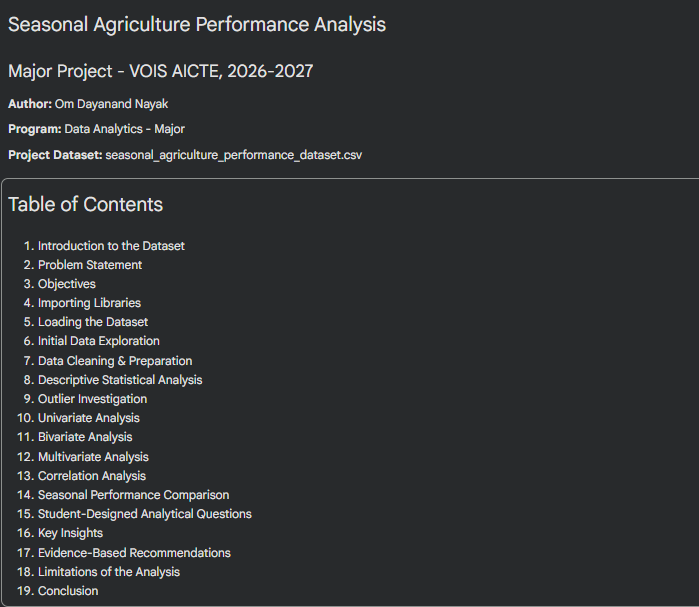 Seasonal Agriculture Performance Analysis
Major Project - VOIS AICTE, 2026-2027
Author: Om Dayanand Nayak
Program: Data Analytics - Major
Project Dataset: seasonal_agriculture_performance_dataset.csv
Table of Contents
1. Introduction to the Dataset
2. Problem Statement
3. Objectives
4. Importing Libraries
5. Loading the Dataset
6. Initial Data Exploration
7. Data Cleaning & Preparation
8. Descriptive Statistical Analysis
9. Outlier Investigation
10. Univariate Analysis
11. Bivariate Analysis
12. Multivariate Analysis
13. Correlation Analysis
14. Seasonal Performance Comparison
15. Student-Designed Analytical Questions
16. Key Insights
17. Evidence-Based Recommendations
18. Limitations of the Analysis
19. Conclusion